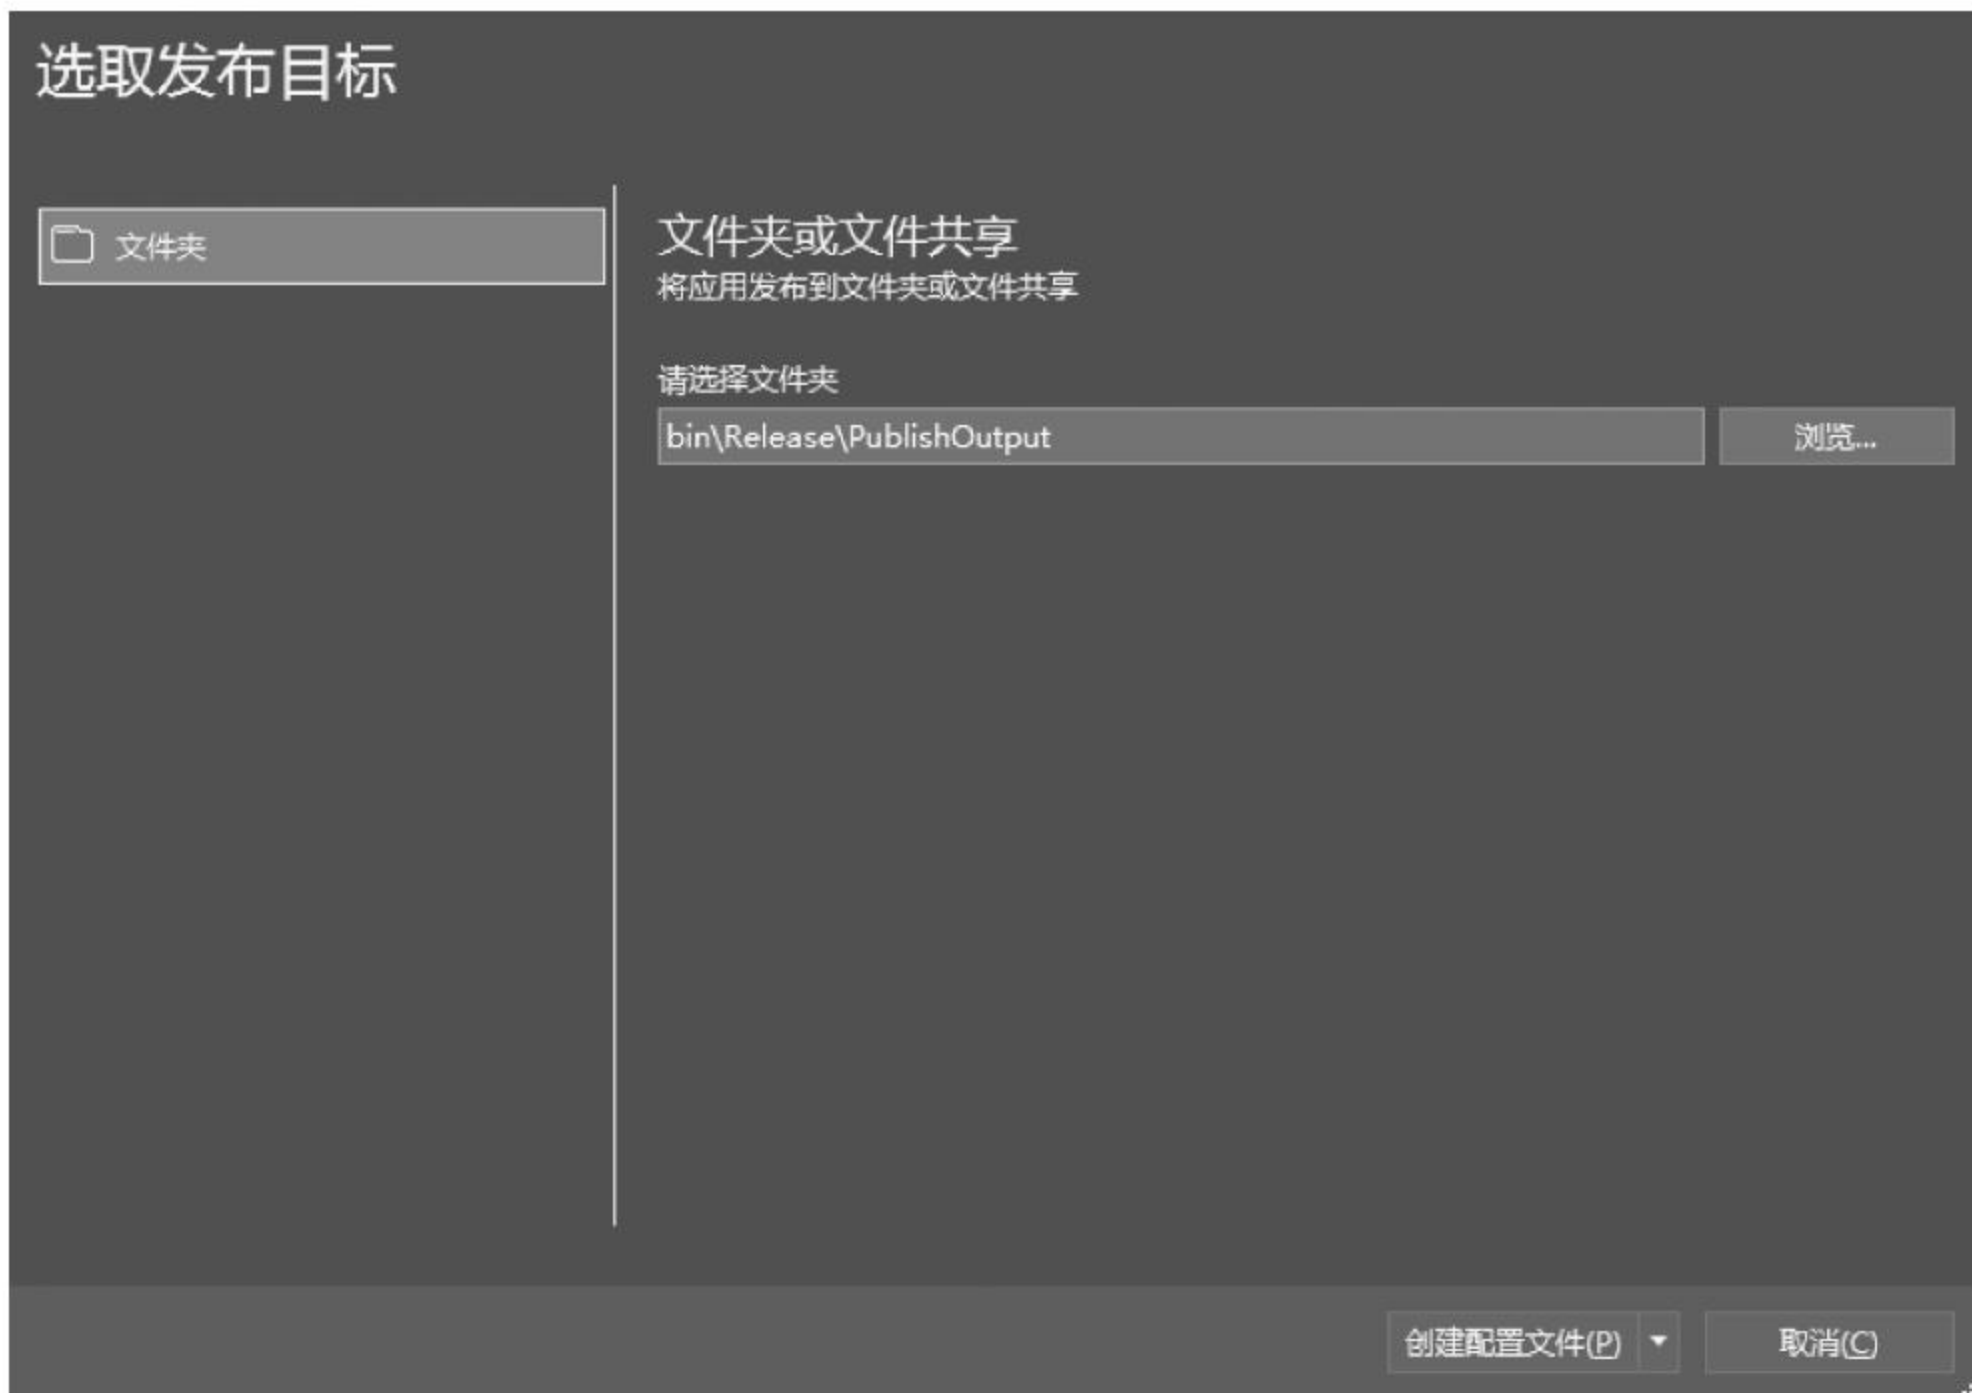 选取发布目标
文件夹
文件夹或文件共享
将应用发布到文件夹或文件共享
请选择文件夹
bin\Release\PublishOutput
浏览...
创建配置文件(P)
取消(C)